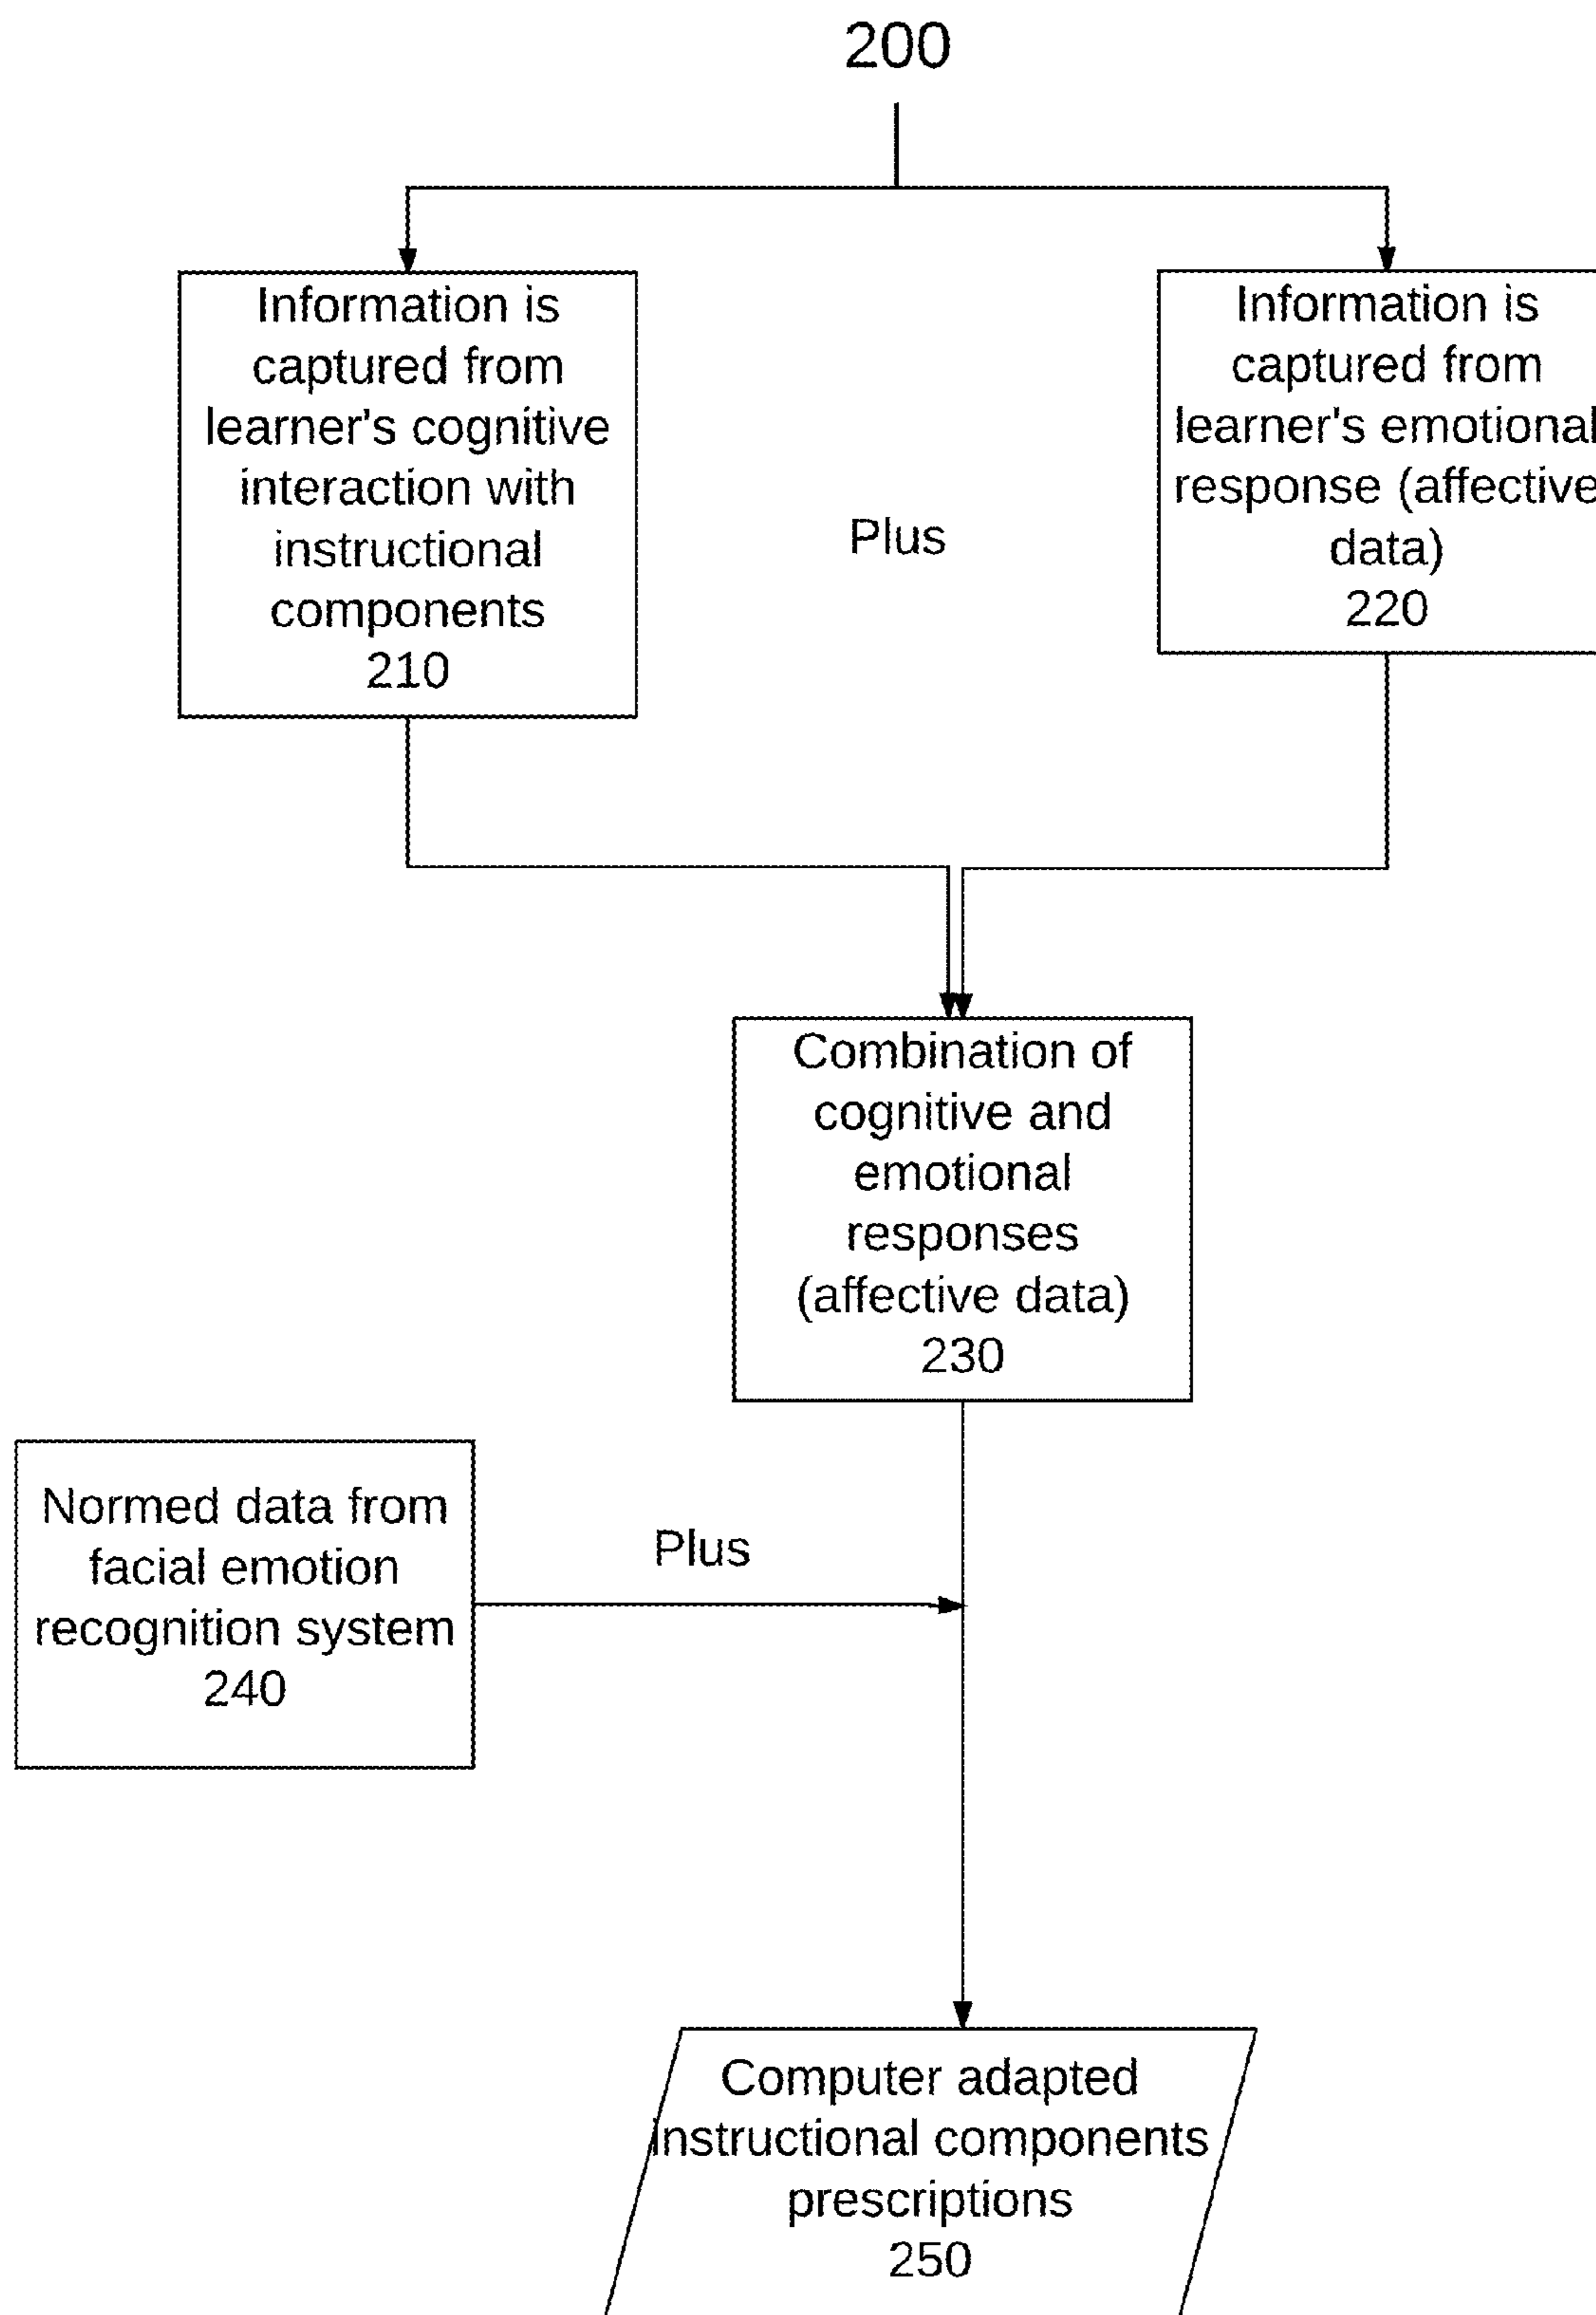 200
Information is
captured from
learner's cognitive
interaction with
instructional
components
210
Plus
Information is
captured from
learner's emotional
response (affective
data)
220
Combination of
cognitive and
emotional
responses
(affective data)
230
Normed data from
facial emotion
recognition system
240
Plus
Computer adapted
instructional components
prescriptions
250